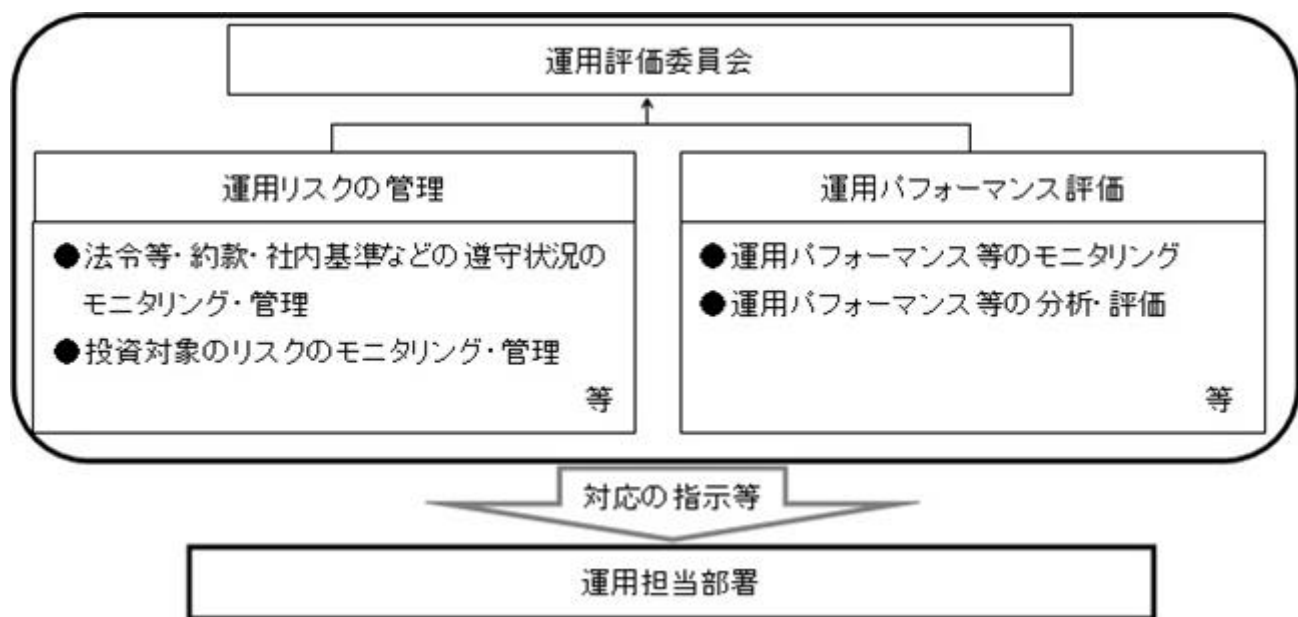 運用評価委員会
運用リスクの管理
●法令等・約款・社内基準などの遵守状況の
モニタリング・管理
●投資対象のリスクのモニタリング・管理
等
運用パフォーマンス評価
●運用パフォーマンス等のモニタリング
●運用パフォーマンス等の分析・評価
等
対応の指示等
運用担当部署